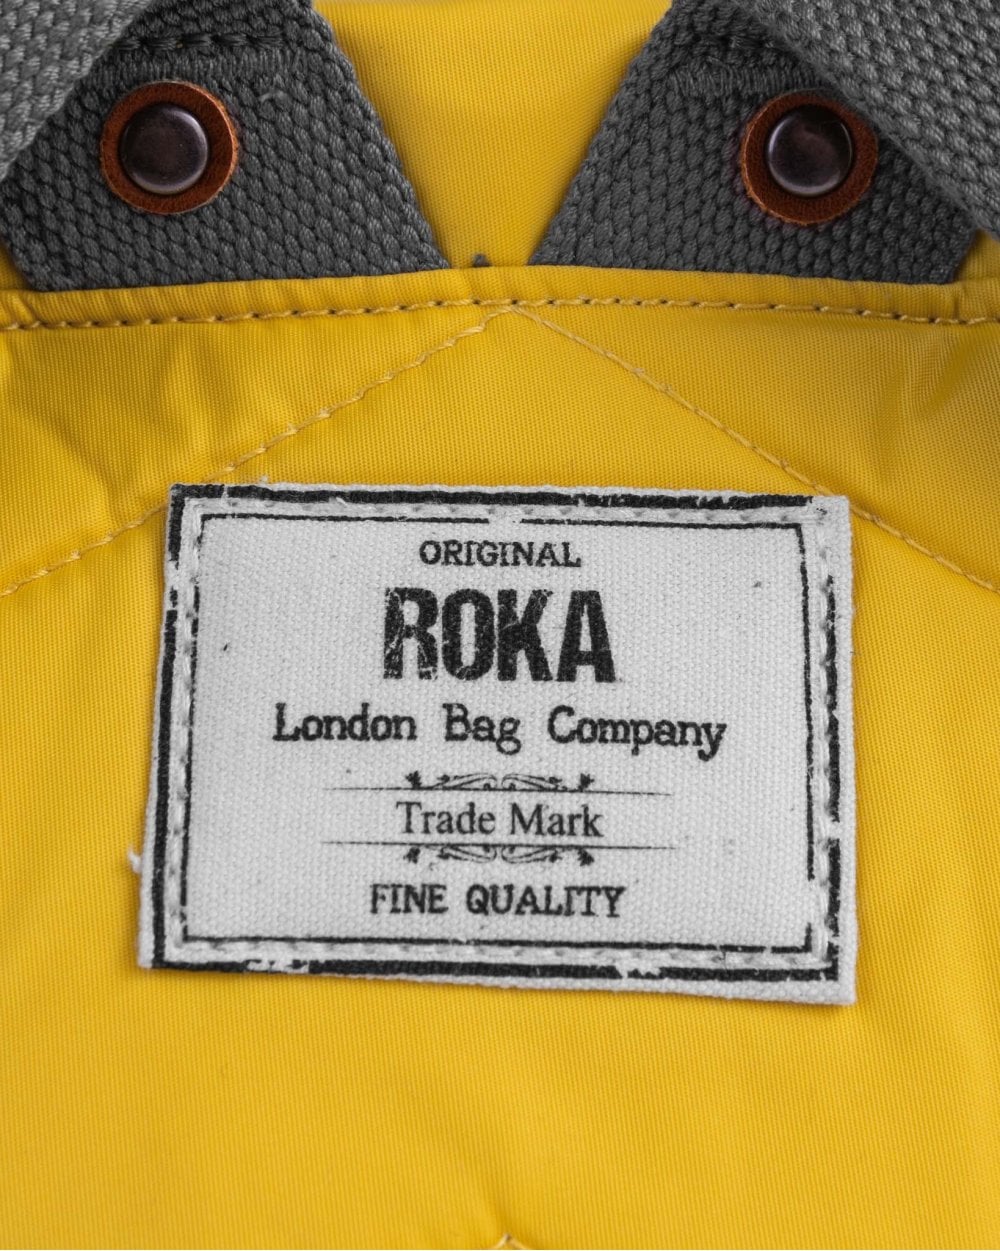 ORIGINAL
ROKA
London Bag Company
Trade Mark
FINE QUALITY